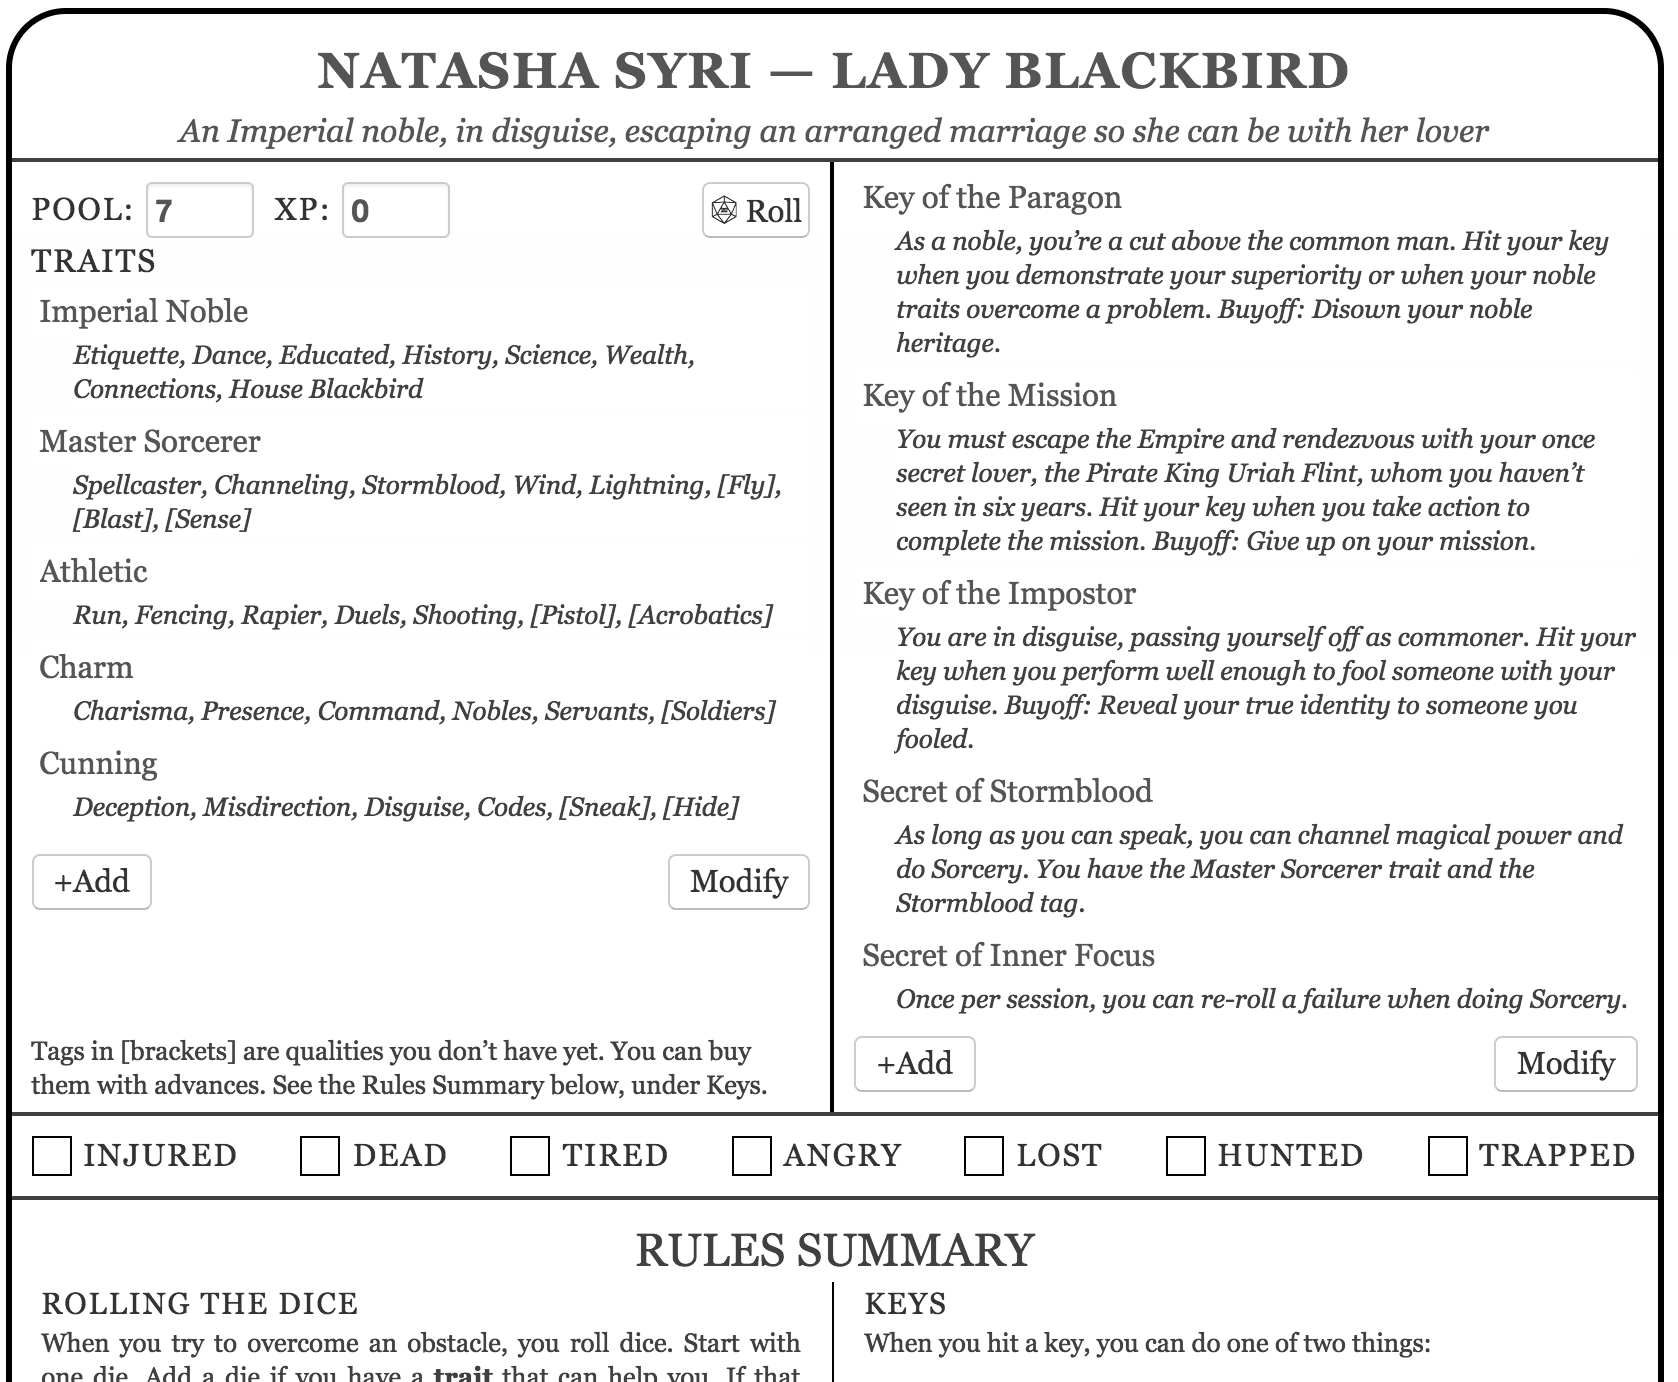 NATASHA SYRI — LADY BLACKBIRD
An Imperial noble, in disguise, escaping an arranged marriage so she can be with her lover
POOL: 7 XP: 0 Roll
TRAITS
Imperial Noble
Etiquette, Dance, Educated, History, Science, Wealth,
Connections, House Blackbird
Master Sorcerer
Spellcaster, Channeling, Stormblood, Wind, Lightning, [Fly],
[Blast], [Sense]
Athletic
Run, Fencing, Rapier, Duels, Shooting, [Pistol], [Acrobatics]
Charm
Charisma, Presence, Command, Nobles, Servants, [Soldiers]
Cunning
Deception, Misdirection, Disguise, Codes, [Sneak], [Hide]
+Add Modify
Tags in [brackets] are qualities you don’t have yet. You can buy
them with advances. See the Rules Summary below, under Keys.
Key of the Paragon
As a noble, you’re a cut above the common man. Hit your key
when you demonstrate your superiority or when your noble
traits overcome a problem. Buyoff: Disown your noble
heritage.
Key of the Mission
You must escape the Empire and rendezvous with your once
secret lover, the Pirate King Uriah Flint, whom you haven’t
seen in six years. Hit your key when you take action to
complete the mission. Buyoff: Give up on your mission.
Key of the Impostor
You are in disguise, passing yourself off as commoner. Hit your
key when you perform well enough to fool someone with your
disguise. Buyoff: Reveal your true identity to someone you
fooled.
Secret of Stormblood
As long as you can speak, you can channel magical power and
do Sorcery. You have the Master Sorcerer trait and the
Stormblood tag.
Secret of Inner Focus
Once per session, you can re-roll a failure when doing Sorcery.
+Add Modify
INJURED DEAD TIRED ANGRY LOST HUNTED TRAPPED
RULES SUMMARY
ROLLING THE DICE
When you try to overcome an obstacle, you roll dice. Start with
one die. Add a die if you have a trait that can help you. If that
KEYS
When you hit a key, you can do one of two things: